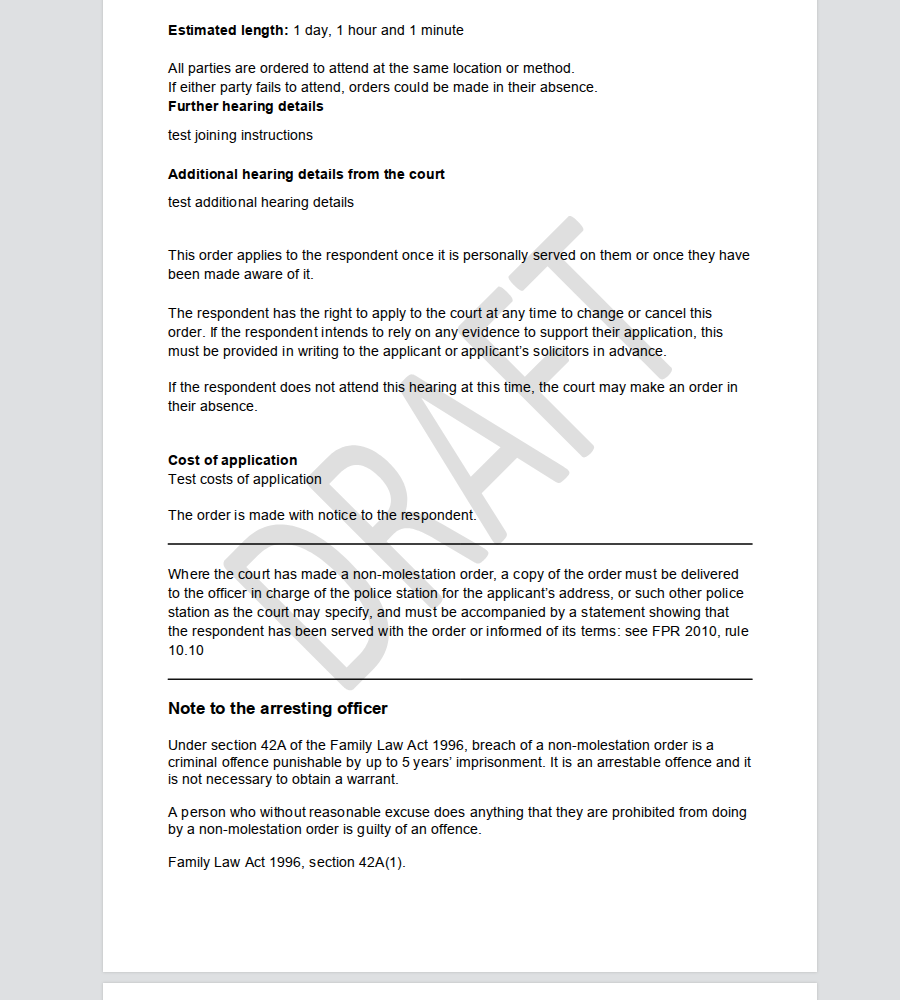 Estimated length: 1 day, 1 hour and 1 minute
All parties are ordered to attend at the same location or method.
If either party fails to attend, orders could be made in their absence.
Further hearing details
test joining instructions
Additional hearing details from the court
test additional hearing details
This order applies to the respondent once it is personally served on them or once they have
been made aware of it.
The respondent has the right to apply to the court at any time to change or cancel this
order. If the respondent intends to rely on any evidence to support their application, this
must be provided in writing to the applicant or applicant’s solicitors in advance.
If the respondent does not attend this hearing at this time, the court may make an order in
their absence.
Cost of application
Test costs of application
The order is made with notice to the respondent.
Where the court has made a non-molestation order, a copy of the order must be delivered
to the officer in charge of the police station for the applicant’s address, or such other police
station as the court may specify, and must be accompanied by a statement showing that
the respondent has been served with the order or informed of its terms: see FPR 2010, rule
10.10
Note to the arresting officer
Under section 42A of the Family Law Act 1996, breach of a non-molestation order is a
criminal offence punishable by up to 5 years’ imprisonment. It is an arrestable offence and it
is not necessary to obtain a warrant.
A person who without reasonable excuse does anything that they are prohibited from doing
by a non-molestation order is guilty of an offence.
Family Law Act 1996, section 42A(1).
DRAFT